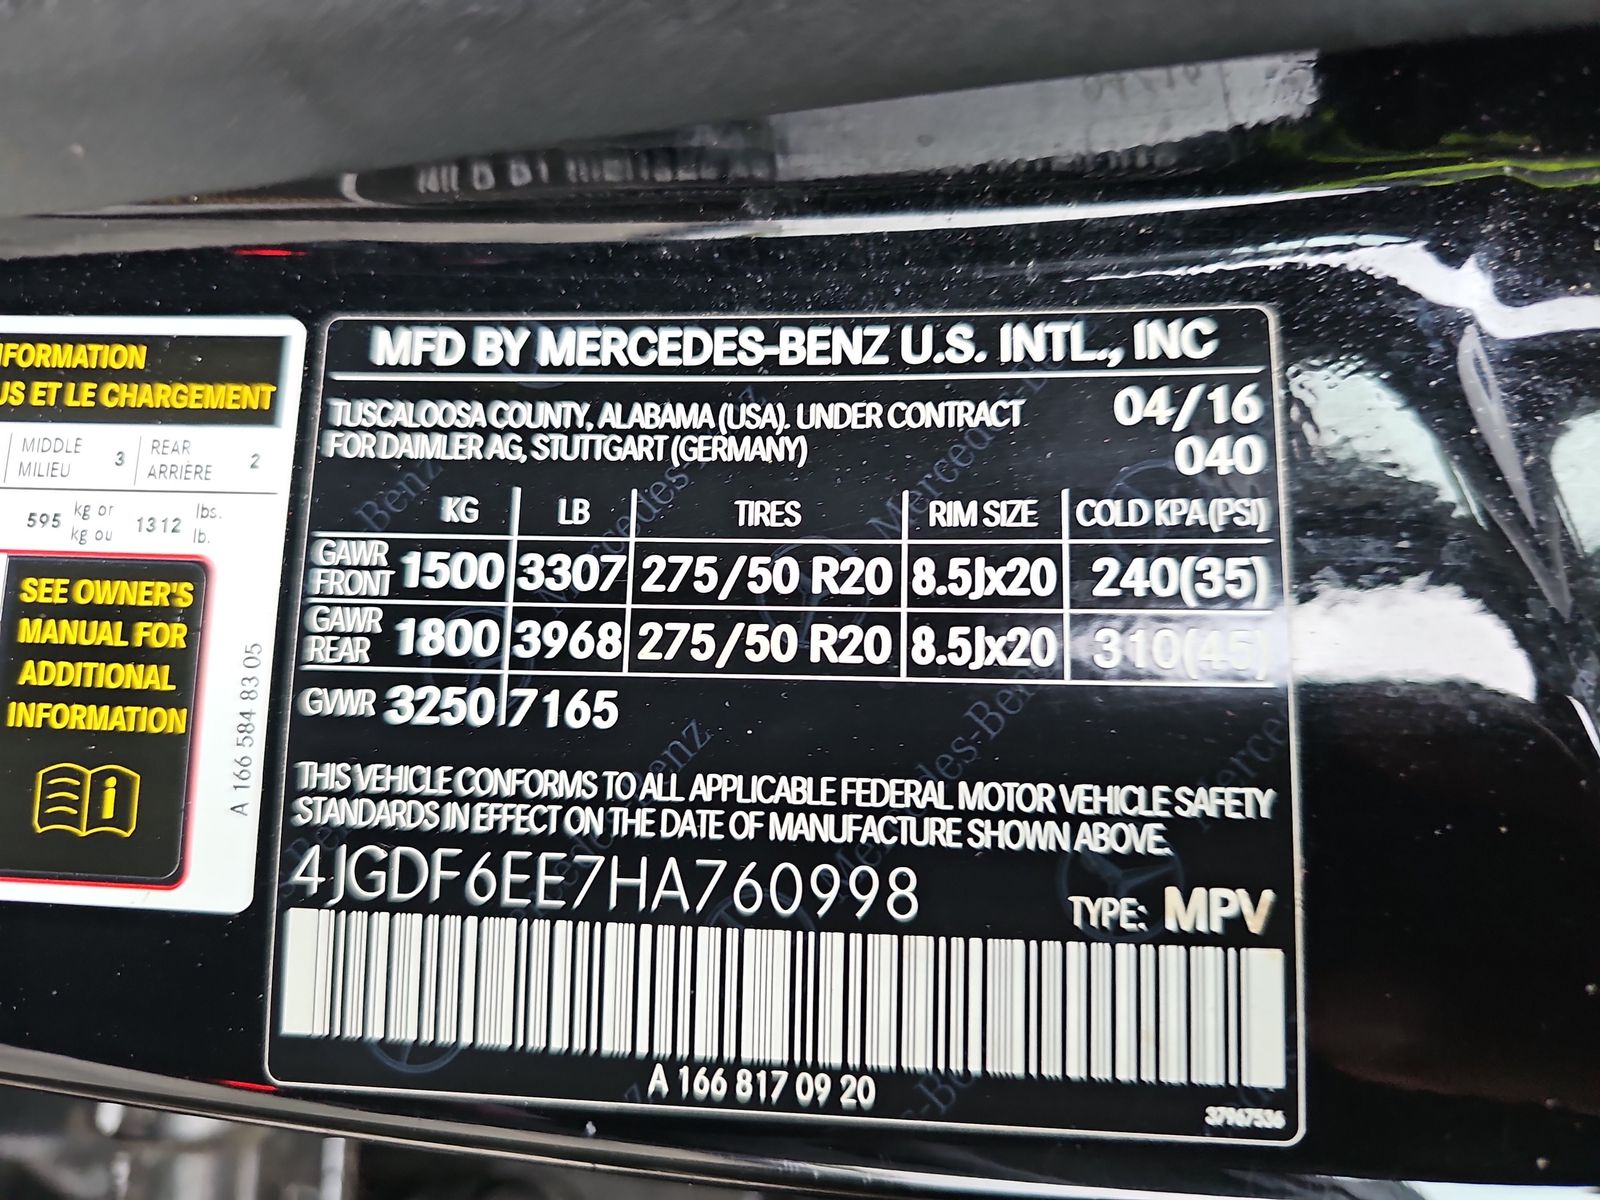 NFORMATION
US ET LE CHARGEMENT
MIDDLE
MILIEU
3
REAR
ARRIÈRE
2
595
kg or
kg ou
1312
lbs.
lb.
SEE OWNER'S
MANUAL FOR
ADDITIONAL
INFORMATION
A 166 584 83 05
MFD BY MERCEDES-BENZ U.S. INTL., INC
TUSCALOOSA COUNTY, ALABAMA (USA). UNDER CONTRACT
FOR DAIMLER AG, STUTTGART (GERMANY)
04/16
040
KG LB TIRES RIM SIZE COLD KPA (PSI)
GAWR FRONT 1500 3307 275/50 R20 8.5Jx20 240(35)
GAWR REAR 1800 3968 275/50 R20 8.5Jx20 310(45)
GVWR 3250 7165
THIS VEHICLE CONFORMS TO ALL APPLICABLE FEDERAL MOTOR VEHICLE SAFETY
STANDARDS IN EFFECT ON THE DATE OF MANUFACTURE SHOWN ABOVE.
4JGDF6EE7HA760998
TYPE: MPV
A 166 817 09 20
37967536